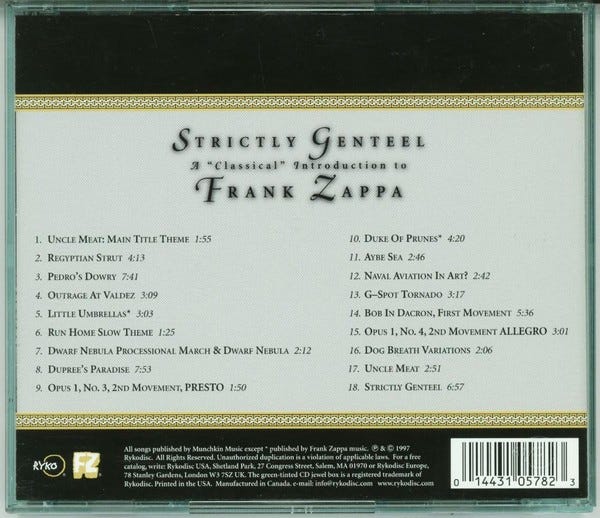 STRICTLY GENTEEL
A "Classical" Introduction to
FRANK ZAPPA
1. UNCLE MEAT: MAIN TITLE THEME 1:55
2. REGYPTIAN STRUT 4:13
3. PEDRO'S DOWRY 7:41
4. OUTRAGE AT VALDEZ 3:09
5. LITTLE UMBRELLAS* 3:03
6. RUN HOME SLOW THEME 1:25
7. DWARF NEBULA PROCESSIONAL MARCH & DWARF NEBULA 2:12
8. DUPREE'S PARADISE 7:53
9. OPUS 1, NO. 3, 2ND MOVEMENT, PRESTO 1:50
10. DUKE OF PRUNES* 4:20
11. AYBE SEA 2:46
12. NAVAL AVIATION IN ART? 2:42
13. G–SPOT TORNADO 3:17
14. BOB IN DACRON, FIRST MOVEMENT 5:36
15. OPUS 1, NO. 4, 2ND MOVEMENT ALLEGRO 3:01
16. DOG BREATH VARIATIONS 2:06
17. UNCLE MEAT 2:51
18. STRICTLY GENTEEL 6:57
RYKO
FZ
All songs published by Munchkin Music except * published by Frank Zappa music. ℗ & © 1997
Rykodisc. All Rights Reserved. Unauthorized duplication is a violation of applicable laws. For a free
catalog, write: Rykodisc USA, Shetland Park, 27 Congress Street, Salem, MA 01970 or Rykodisc Europe,
78 Stanley Gardens, London W3 7SZ UK. The green-tinted CD jewel box is a registered trademark of
Rykodisc. Printed in the USA. Manufactured in Canada. e-mail: info@rykodisc.com, www.rykodisc.com
0 14431 05782 3